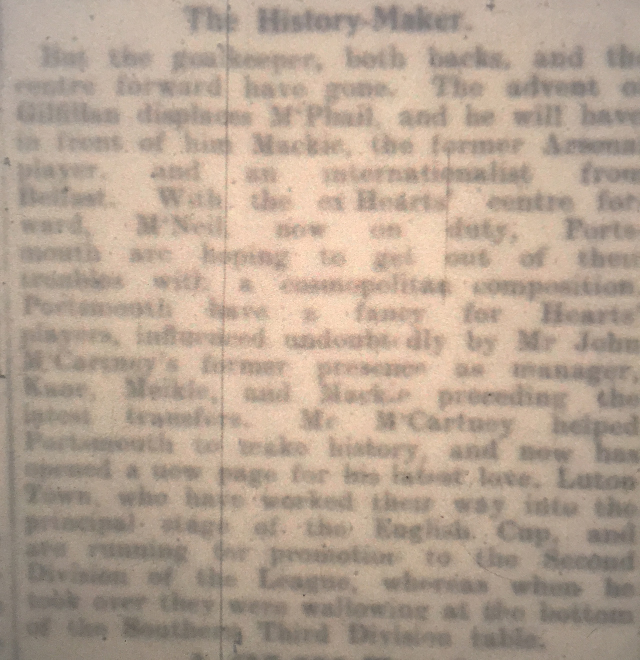 The History-Maker.
But the goalkeeper, both backs, and the
centre forward have gone. The advent o
Gilfillan displaces M'Phail, and he will have
in front of him Mackie, the former Arsena
player, and an internationalist from
Belfast. With the ex Hearts' centre for-
ward, M'Neil now on duty, Ports-
mouth are hoping to get out of their
troubles with a cosmopolitan composition.
Portsmouth have a fancy for Hearts'
players, influenced undoubt dly by Mr John
M'Cartney's former presence as manager,
Knox, Meikle, and Mackie preceding the
latest transfers. Mr M'Cartney helped
Portsmouth to make history, and now has
opened a new page for his latest love, Luton
Town, who have worked their way into the
principal stage of the English Cup, and
are running for promotion to the Second
Division of the League, whereas when he
took over they were wallowing at the bottom
of the Southern Third Division table.